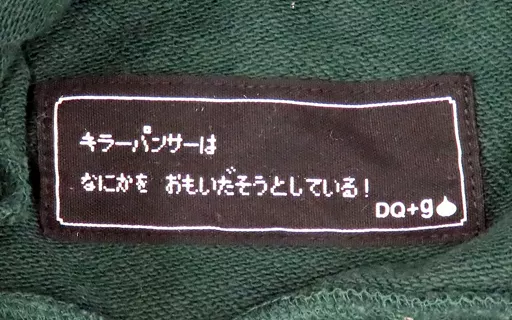 キラーパンサーは
なにかを おもいだそうとしている!
DQ+g